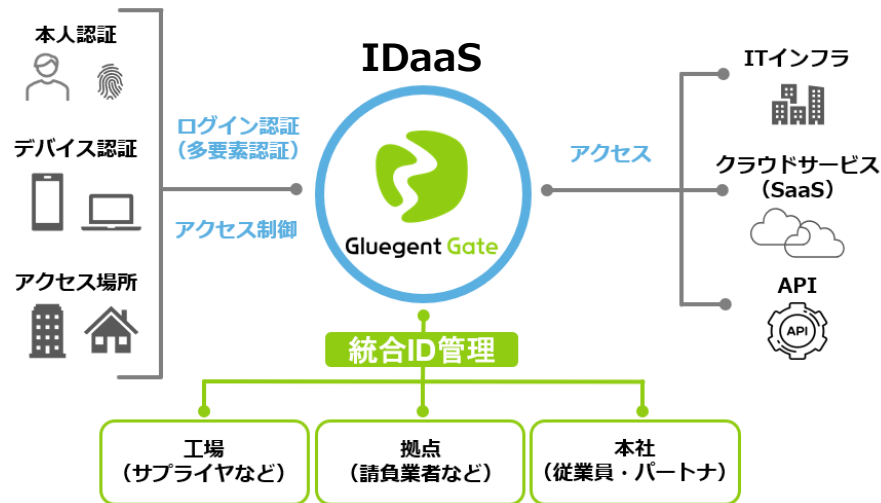 本人認証
デバイス認証
アクセス場所
ログイン認証
（多要素認証）
アクセス制御
IDaaS
Gluegent Gate
アクセス
ITインフラ
クラウドサービス
（SaaS）
API
API
統合ID管理
工場
（サプライヤなど）
拠点
（請負業者など）
本社
（従業員・パートナ）